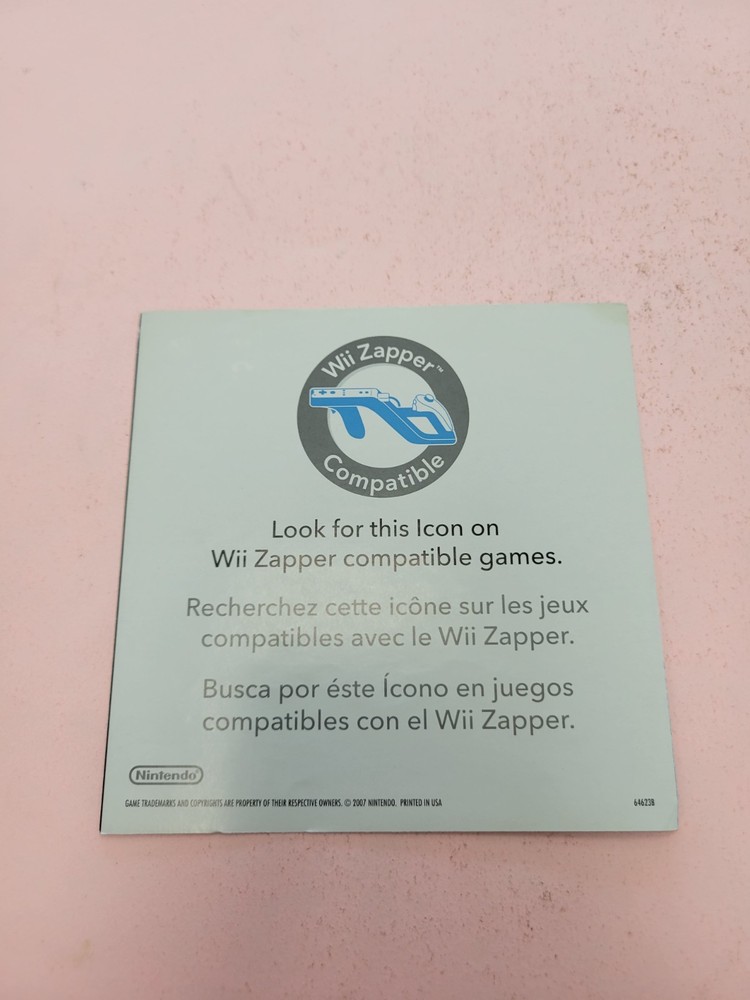 Wii Zapper™
Compatible
Look for this Icon on
Wii Zapper compatible games.
Recherchez cette icône sur les jeux
compatibles avec le Wii Zapper.
Busca por éste Ícono en juegos
compatibles con el Wii Zapper.
Nintendo®
GAME TRADEMARKS AND COPYRIGHTS ARE PROPERTY OF THEIR RESPECTIVE OWNERS. © 2007 NINTENDO. PRINTED IN USA
64623B